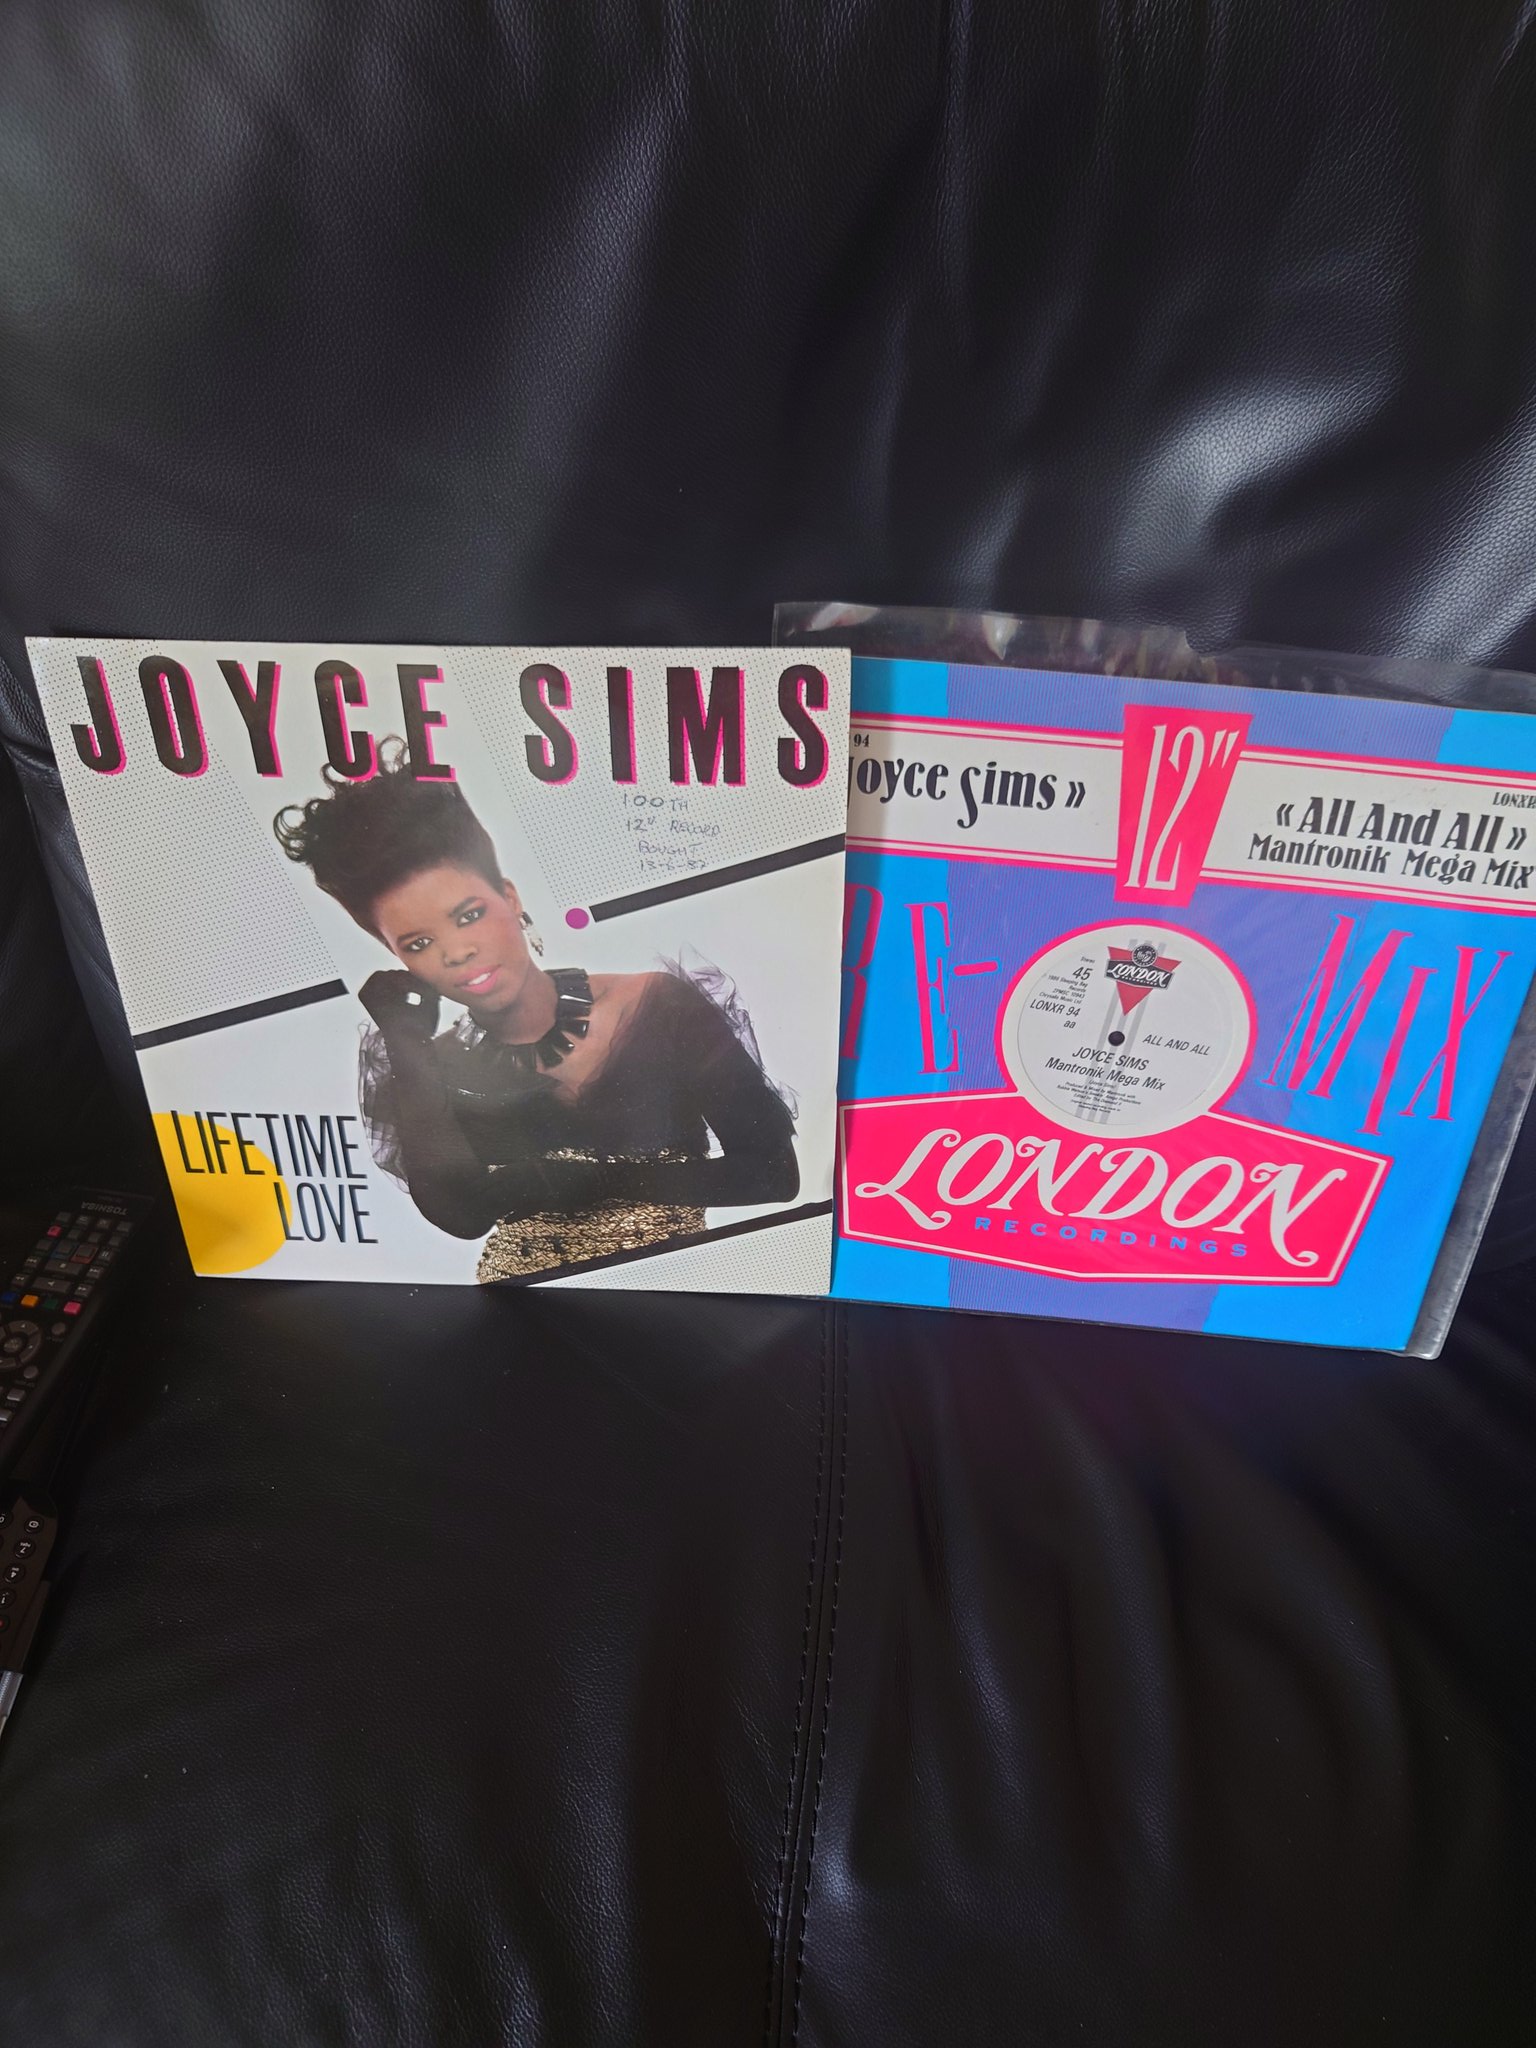 JOYCE SIMS
100TH
12" RECORD
BOUGHT
13-6-87
LIFETIME
LOVE
94
Joyce Sims »
12"
LONXR
« All And All »
Mantronik Mega Mix
RE-MIX
Stereo
45
LONDON
LONXR 94
aa
ALL AND ALL
JOYCE SIMS
Mantronik Mega Mix
LONDON
RECORDINGS
TOSHIBA